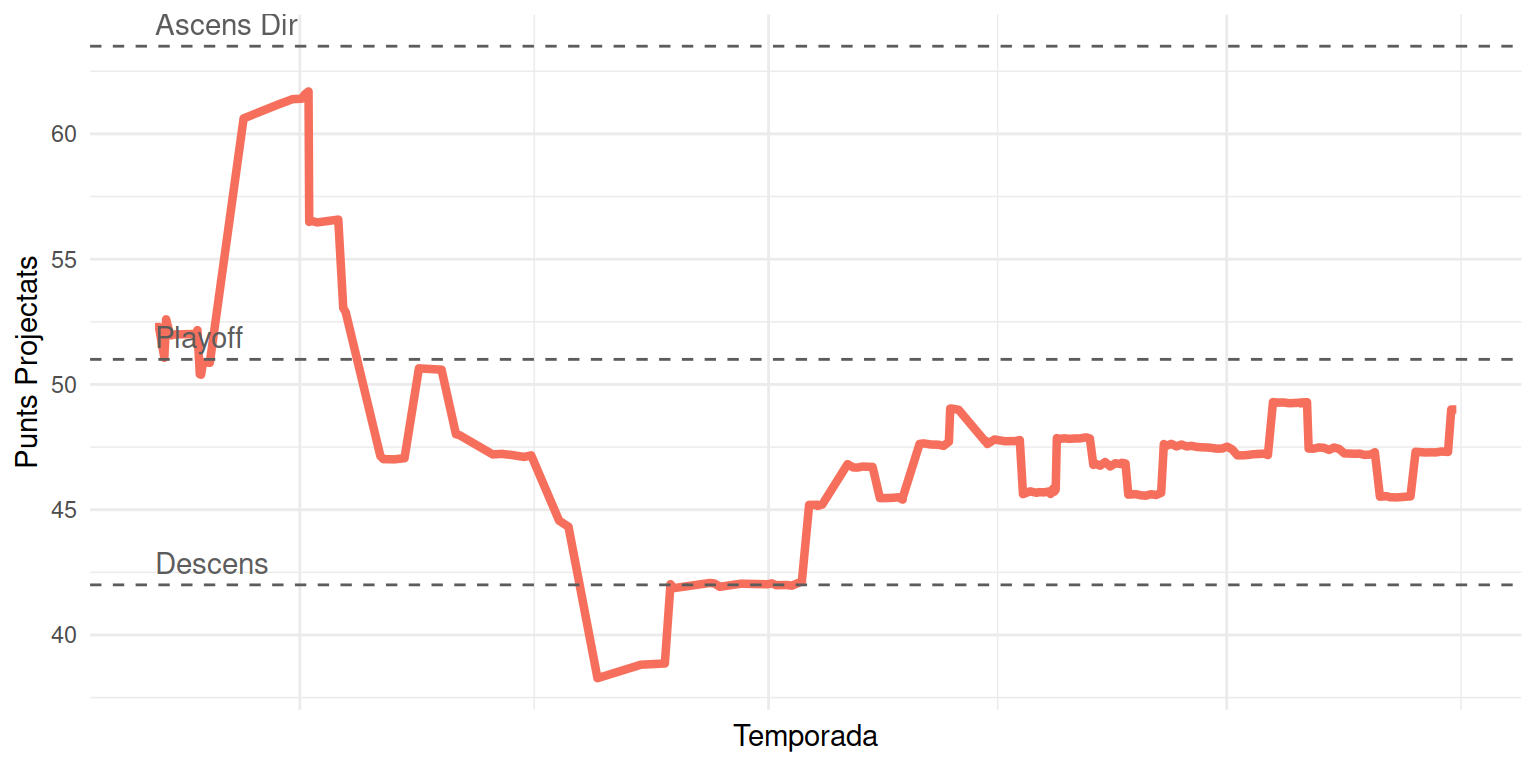 Ascens Dir
60
55
Playoff
50
45
Descens
40
Punts Projectats
Temporada